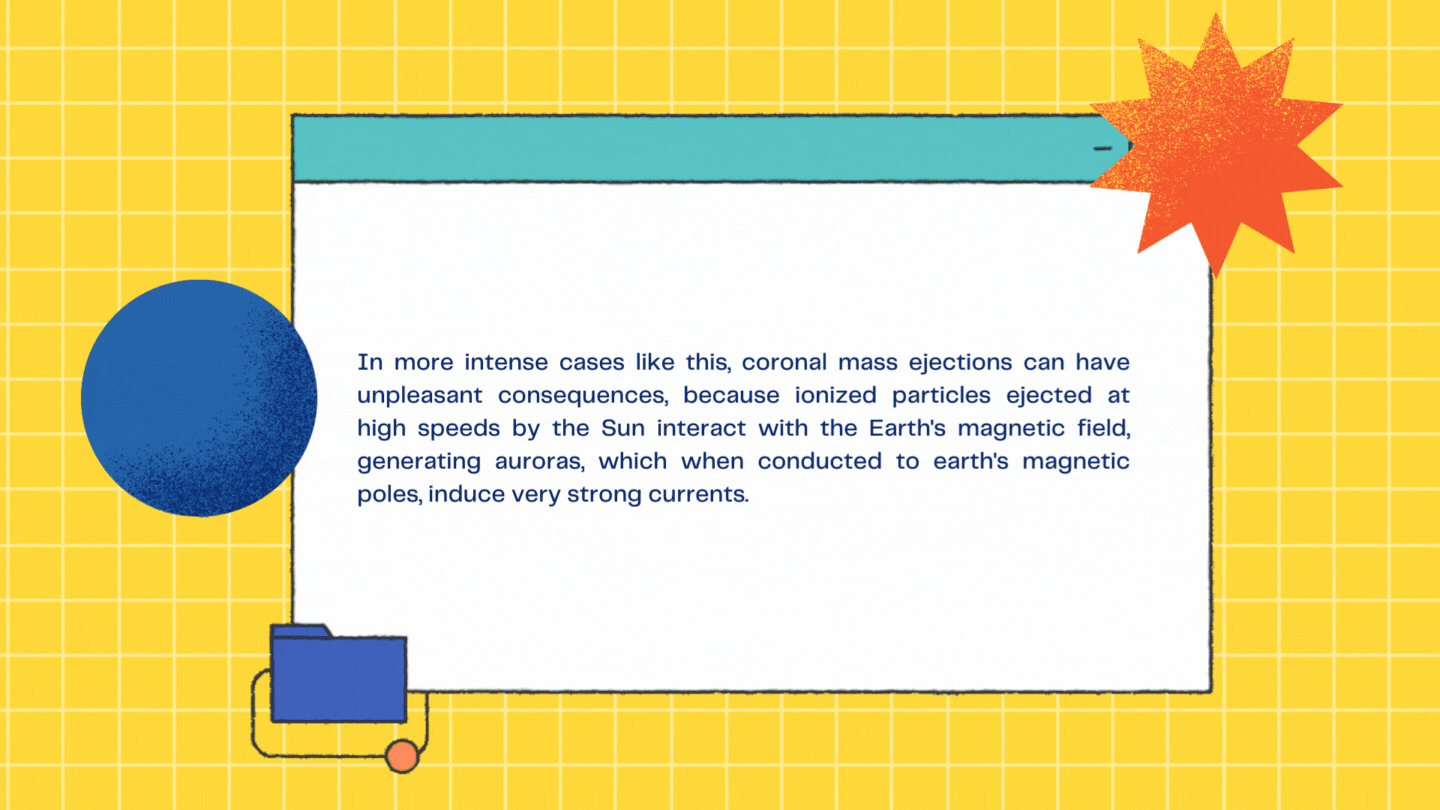 In more intense cases like this, coronal mass ejections can have
unpleasant consequences, because ionized particles ejected at
high speeds by the Sun interact with the Earth's magnetic field,
generating auroras, which when conducted to earth's magnetic
poles, induce very strong currents.